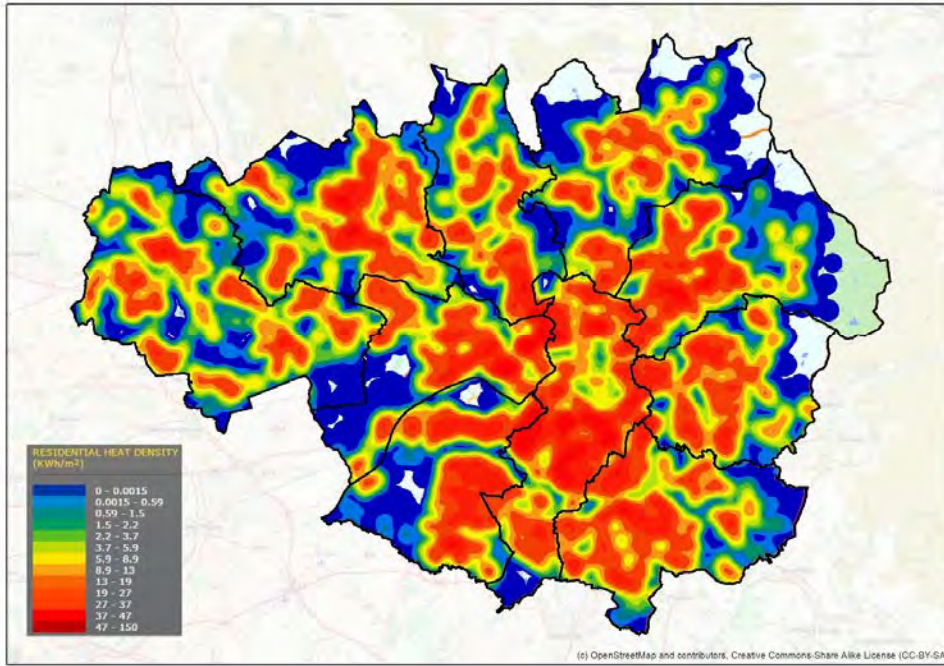 RESIDENTIAL HEAT DENSITY
(KWh/m²)
0 - 0.0015
0.0015 - 0.59
0.59 - 1.5
1.5 - 2.2
2.2 - 3.7
3.7 - 5.9
5.9 - 8.9
8.9 - 13
13 - 19
19 - 27
27 - 37
37 - 47
47 - 150
(c) OpenStreetMap and contributors, Creative Commons-Share Alike License (CC-BY-SA